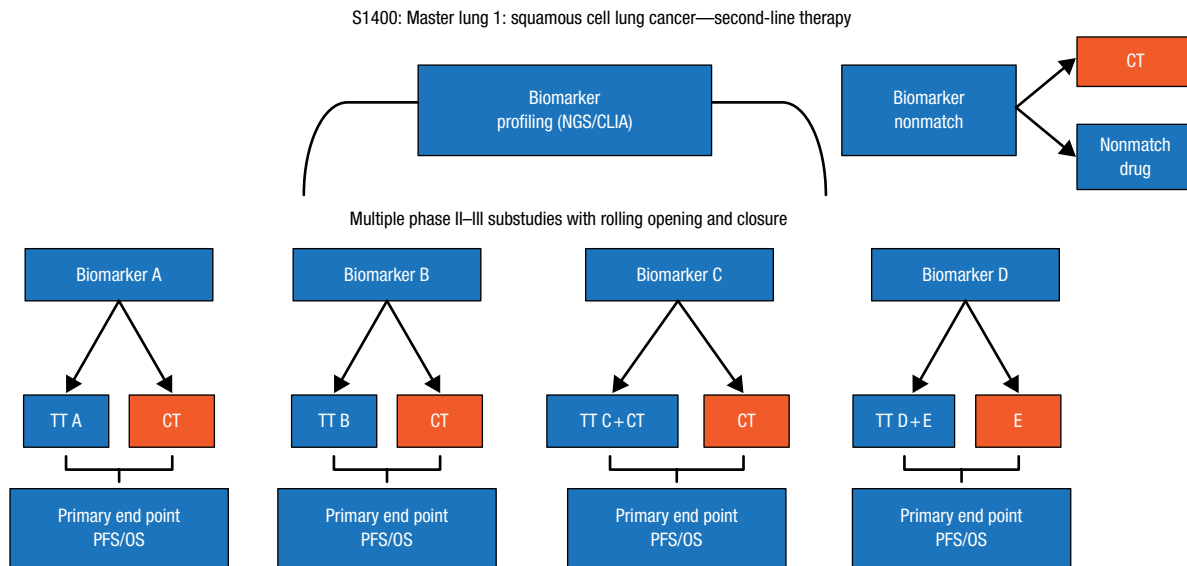 S1400: Master lung 1: squamous cell lung cancer—second-line therapy
Biomarker
profiling (NGS/CLIA)
Biomarker
nonmatch
CT
Nonmatch
drug
Multiple phase II–III substudies with rolling opening and closure
Biomarker A
Biomarker B
Biomarker C
Biomarker D
TT A
CT
TT B
CT
TT C+CT
CT
TT D+E
E
Primary end point
PFS/OS
Primary end point
PFS/OS
Primary end point
PFS/OS
Primary end point
PFS/OS